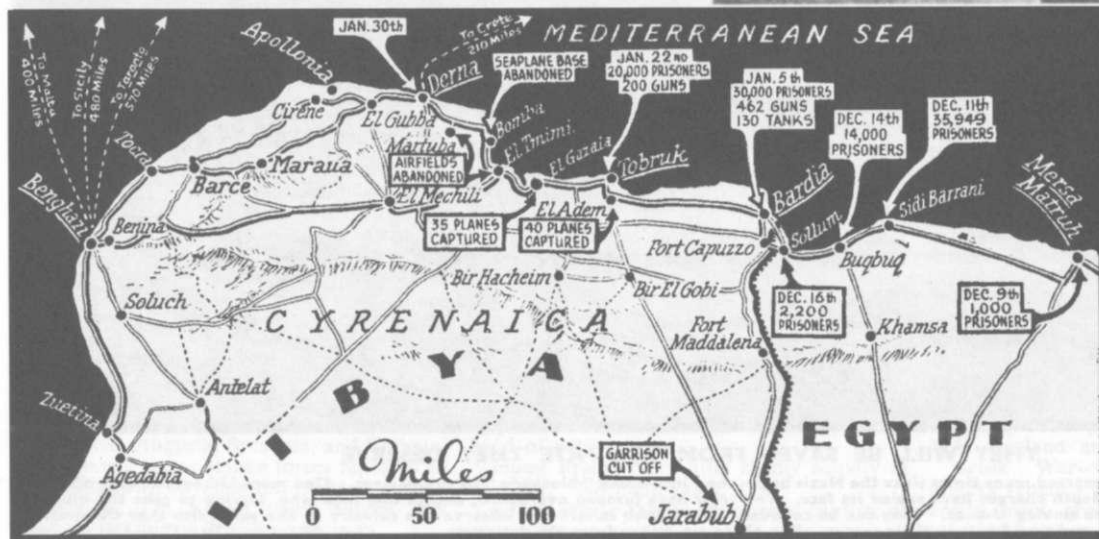 MEDITERRANEAN SEA
To Malta
400 Miles
To Sicily
480 Miles
To Taranto
570 Miles
To Crete
210 Miles
JAN. 30th
Apollonia
Derna
SEAPLANE BASE
ABANDONED
JAN. 22ND
20,000 PRISONERS
200 GUNS
JAN. 5th
30,000 PRISONERS
462 GUNS
130 TANKS
DEC. 14th
14,000
PRISONERS
DEC. 11th
35,949
PRISONERS
Cirene
El Gubba
Martuba
AIRFIELDS
ABANDONED
Bomba
El Tmimi
El Gazala
Tobruk
Bardia
Sollum
Sidi Barrani
Mersa
Matruh
Tocra
Barce
Maraua
El Mechili
35 PLANES
CAPTURED
El Adem
40 PLANES
CAPTURED
Fort Capuzzo
Buqbuq
Benghazi
Benina
Bir Hacheim
Bir El Gobi
DEC. 16th
2,200
PRISONERS
DEC. 9th
1,000
PRISONERS
Soluch
CYRENAICA
Fort
Maddalena
Khamsa
LIBYA
Antelat
Zuetina
Agedabia
EGYPT
GARRISON
CUT OFF
Miles
0 50 100
Jarabub